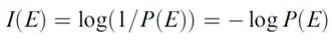 I(E) = log(1/P(E)) = − log P(E)